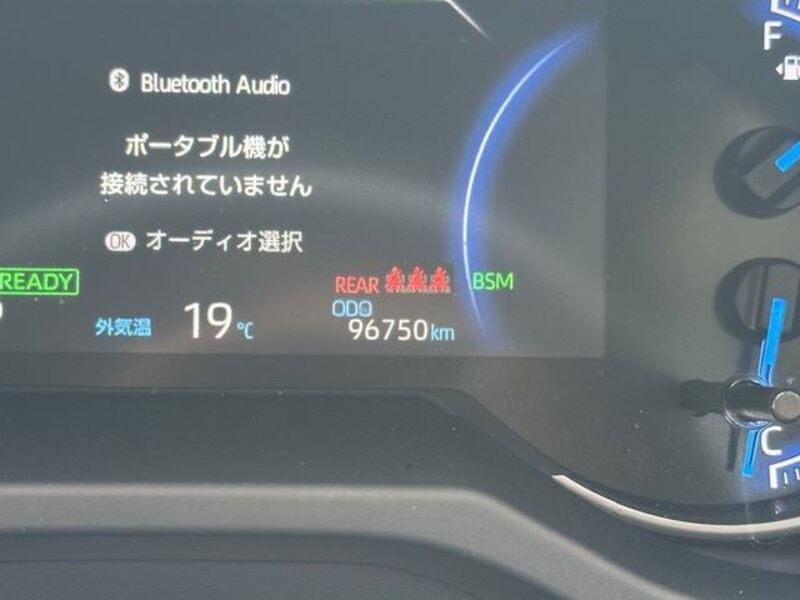 Bluetooth Audio
ポータブル機が
接続されていません
OK オーディオ選択
READY
REAR
BSM
ODO
外気温 19℃
96750km
F
C